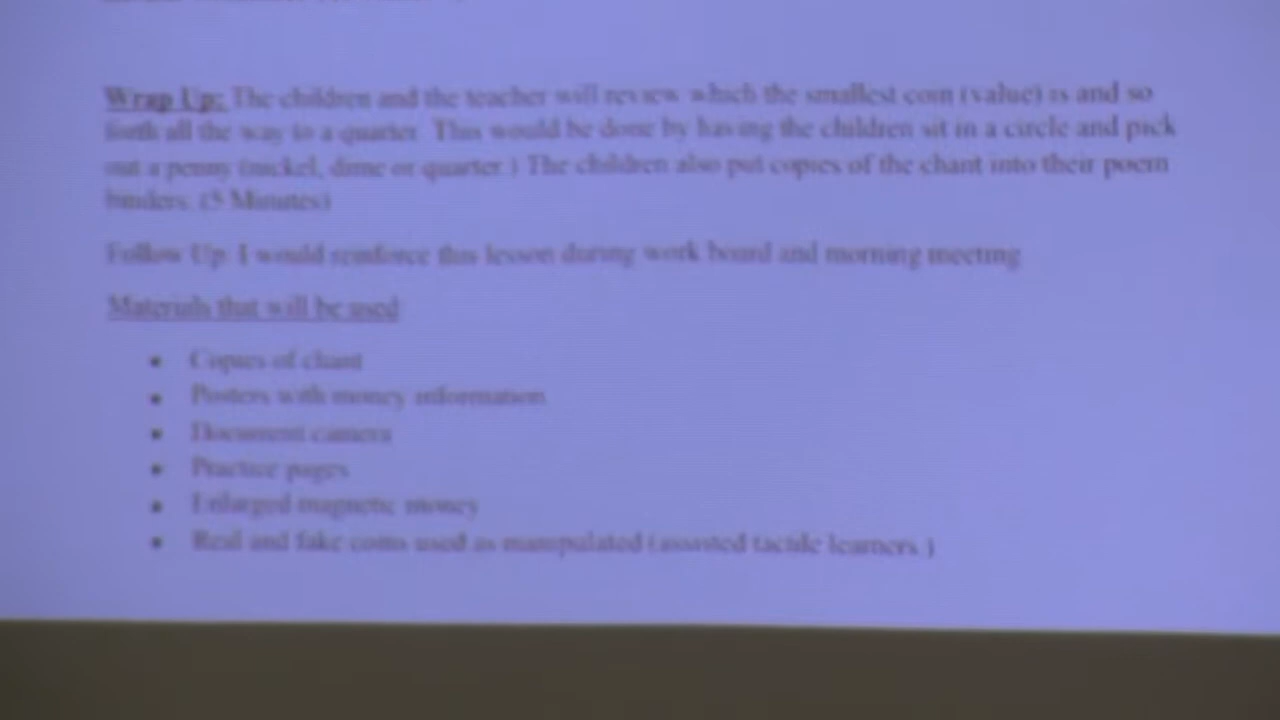 Wrap Up: The children and the teacher will review which the smallest coin (value) is and so
forth all the way to a quarter. This would be done by having the children sit in a circle and pick
out a penny (nickel, dime or quarter.) The children also put copies of the chant into their poem
binders. (5 Minutes)
Follow Up: I would reinforce this lesson during work board and morning meeting
Materials that will be used
• Copies of chant
• Posters with money information
• Document camera
• Practice pages
• Enlarged magnetic money
• Real and fake coins used as manipulated (assisted tactile learners.)